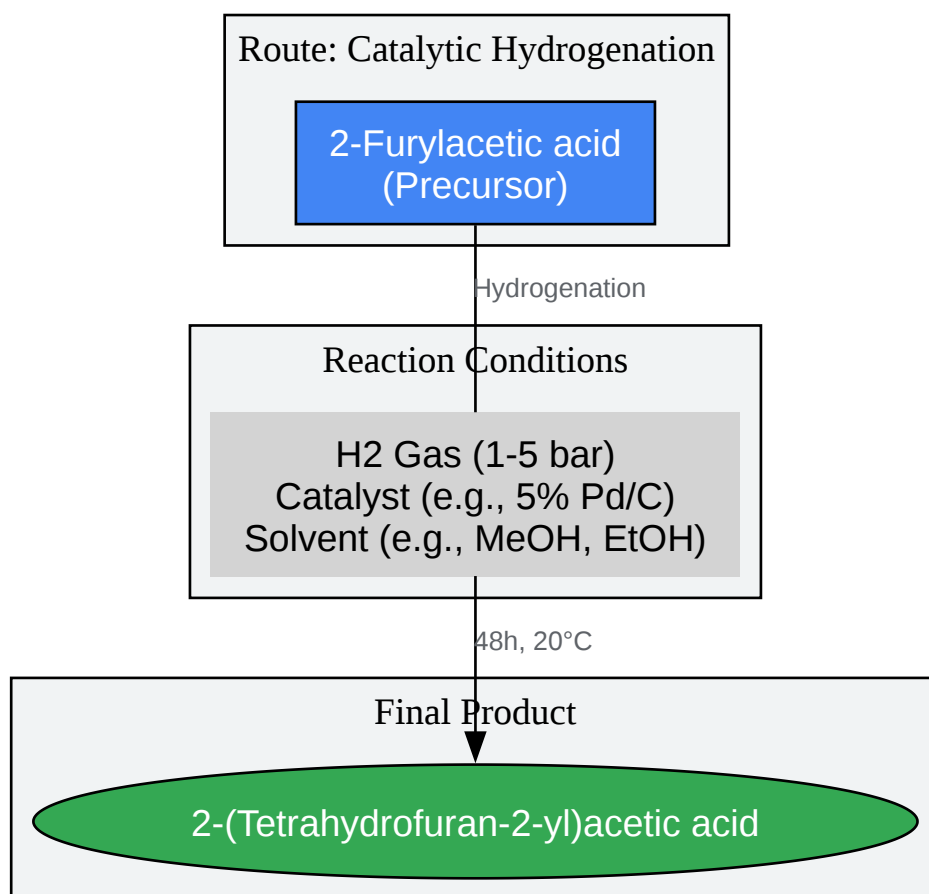 Route: Catalytic Hydrogenation
2-Furylacetic acid
(Precursor)
Hydrogenation
Reaction Conditions
H2 Gas (1-5 bar)
Catalyst (e.g., 5% Pd/C)
Solvent (e.g., MeOH, EtOH)
48h, 20°C
Final Product
2-(Tetrahydrofuran-2-yl)acetic acid